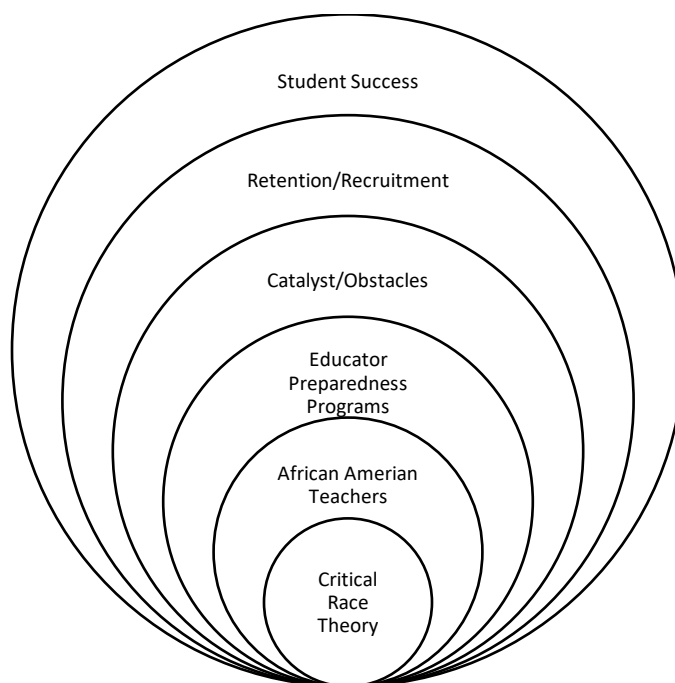 Student Success
Retention/Recruitment
Catalyst/Obstacles
Educator
Preparedness
Programs
African Amerian
Teachers
Critical
Race
Theory